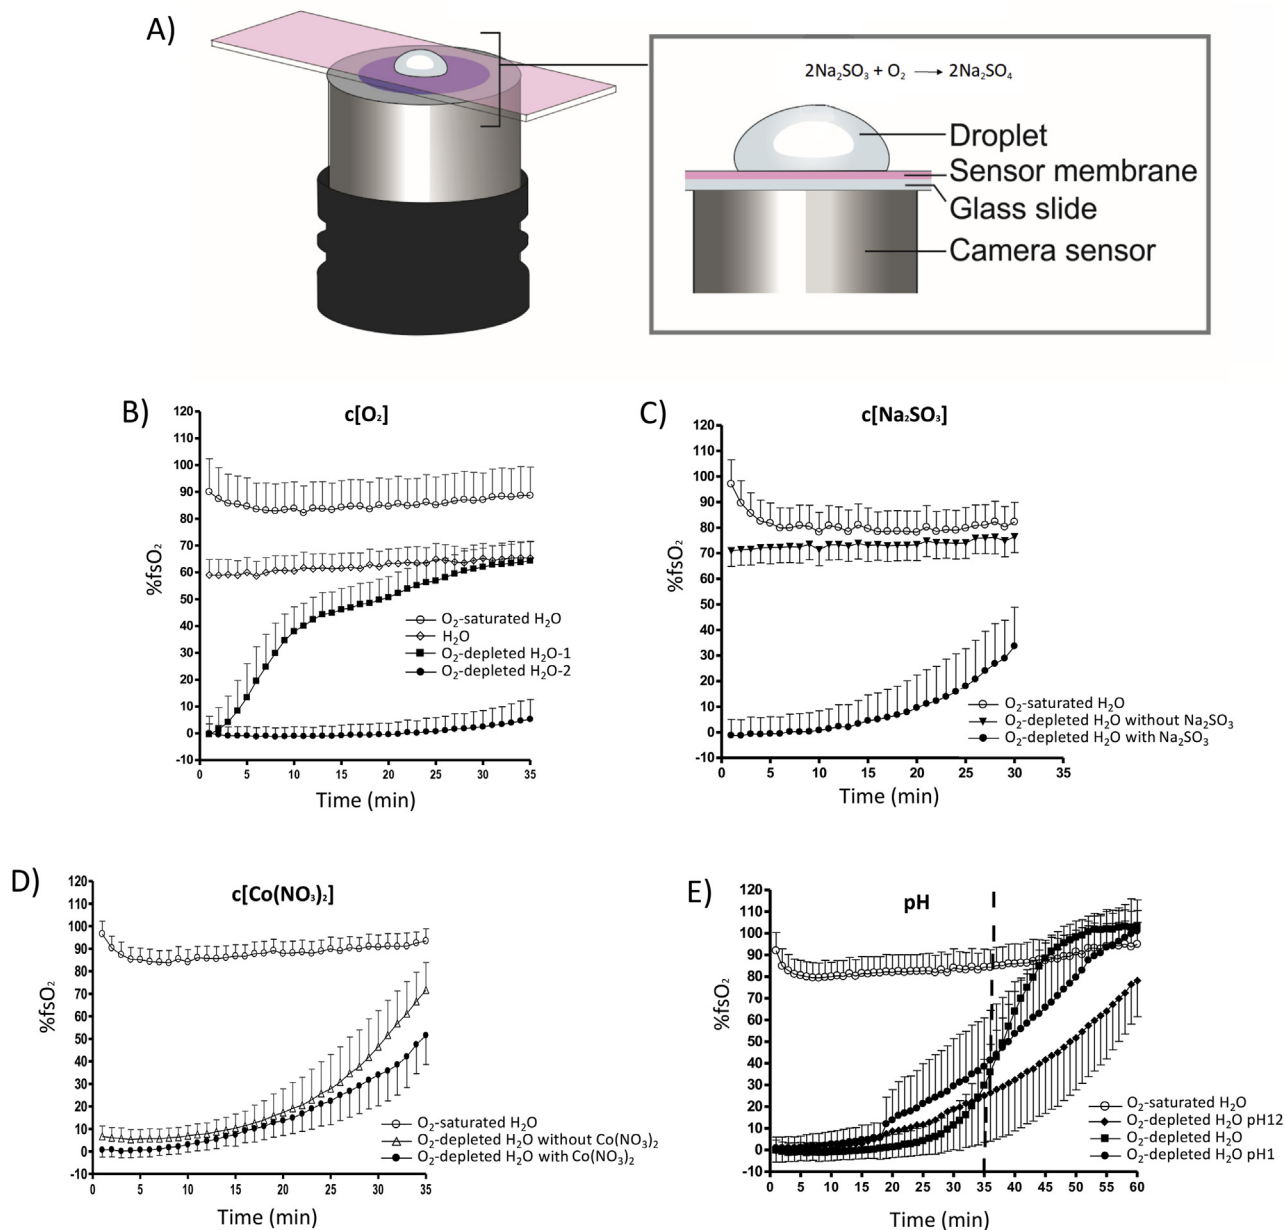 A)
2Na₂SO₃ + O₂ → 2Na₂SO₄
Droplet
Sensor membrane
Glass slide
Camera sensor
B)
c[O₂]
120
110
100
90
80
70
60
50
40
30
20
10
0
-10
%fsO₂
0 5 10 15 20 25 30 35
Time (min)
O₂-saturated H₂O
H₂O
O₂-depleted H₂O-1
O₂-depleted H₂O-2
C)
c[Na₂SO₃]
120
110
100
90
80
70
60
50
40
30
20
10
0
-10
%fsO₂
0 5 10 15 20 25 30 35
Time (min)
O₂-saturated H₂O
O₂-depleted H₂O without Na₂SO₃
O₂-depleted H₂O with Na₂SO₃
D)
c[Co(NO₃)₂]
120
110
100
90
80
70
60
50
40
30
20
10
0
-10
%fsO₂
0 5 10 15 20 25 30 35
Time (min)
O₂-saturated H₂O
O₂-depleted H₂O without Co(NO₃)₂
O₂-depleted H₂O with Co(NO₃)₂
E)
pH
120
110
100
90
80
70
60
50
40
30
20
10
0
-10
%fsO₂
0 5 10 15 20 25 30 35 40 45 50 55 60
Time (min)
O₂-saturated H₂O
O₂-depleted H₂O pH12
O₂-depleted H₂O
O₂-depleted H₂O pH1